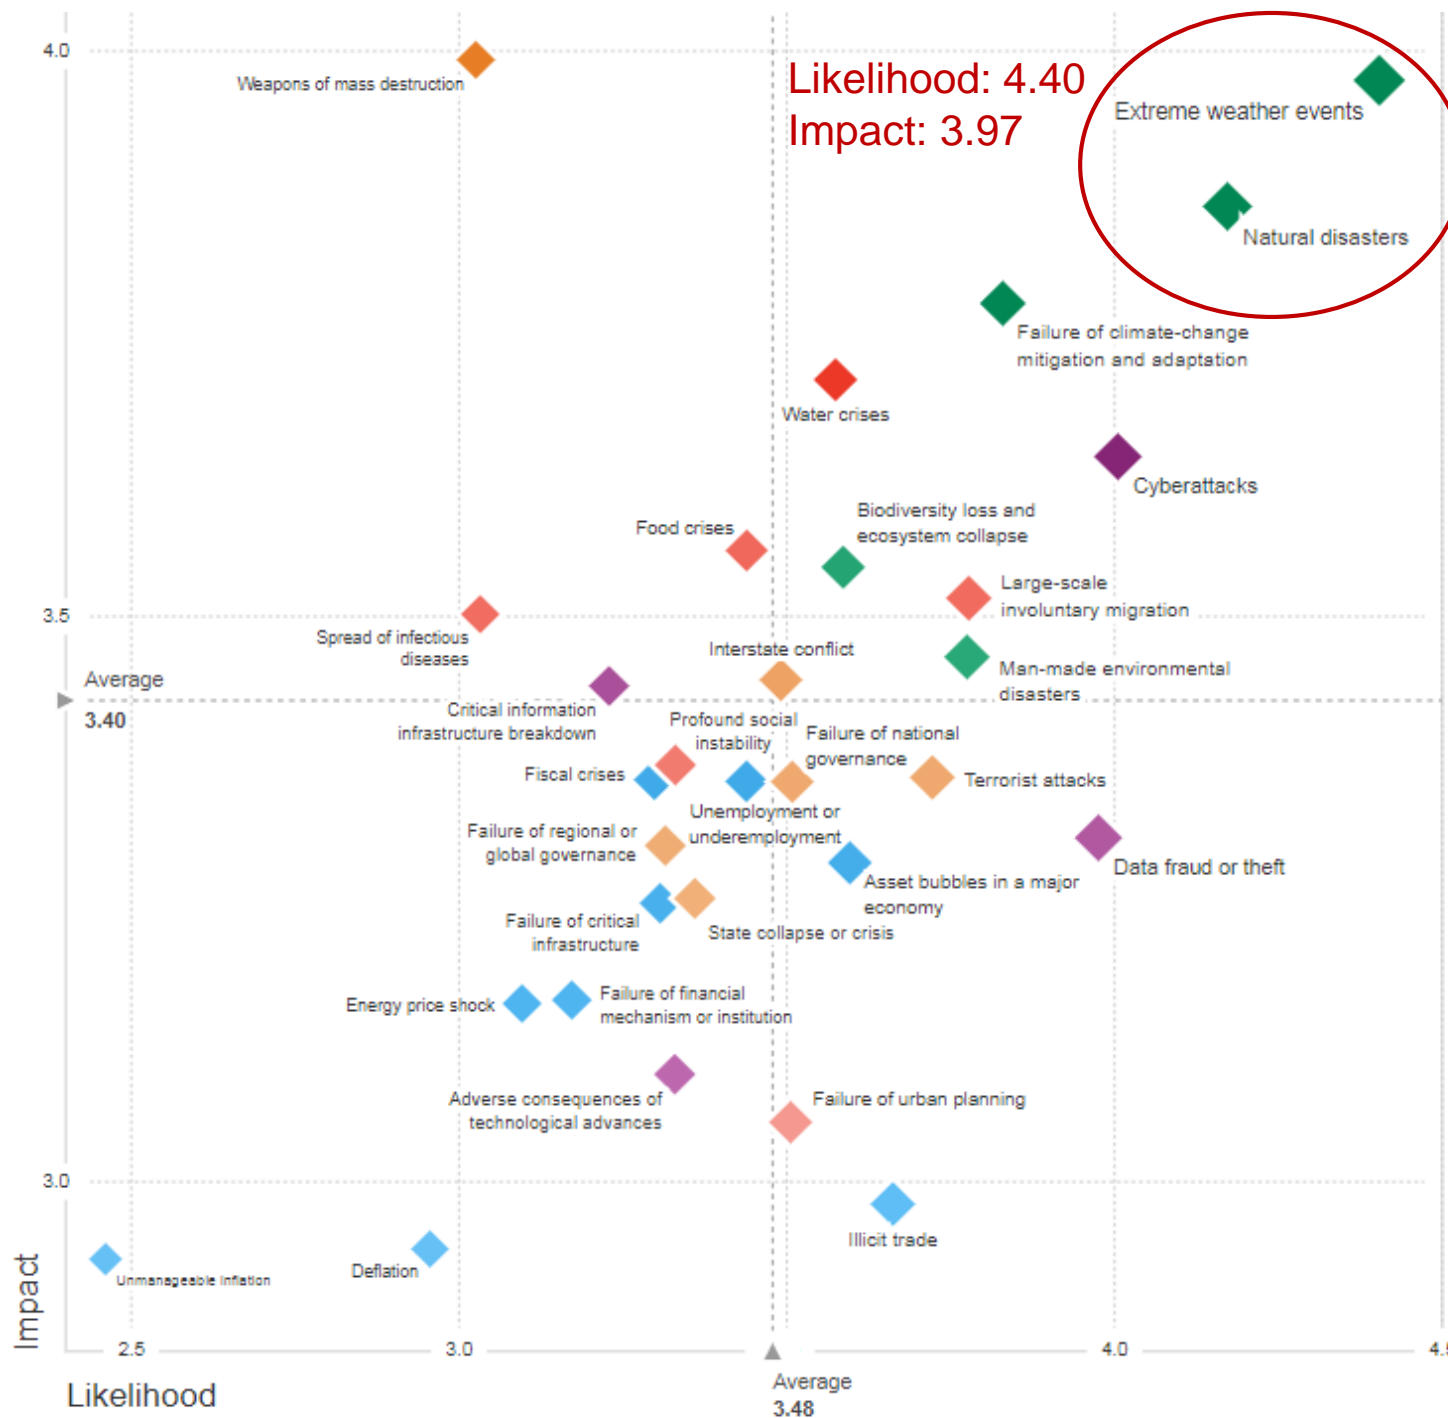 4.0
Weapons of mass destruction
Likelihood: 4.40
Impact: 3.97
Extreme weather events
Natural disasters
Failure of climate-change
mitigation and adaptation
Water crises
Cyberattacks
Biodiversity loss and
ecosystem collapse
Food crises
Large-scale
involuntary migration
3.5
Spread of infectious
diseases
Interstate conflict
Man-made environmental
disasters
Average
3.40
Critical information
infrastructure breakdown
Profound social
instability
Failure of national
governance
Fiscal crises
Terrorist attacks
Unemployment or
underemployment
Failure of regional or
global governance
Data fraud or theft
Asset bubbles in a major
economy
Failure of critical
infrastructure
State collapse or crisis
Energy price shock
Failure of financial
mechanism or institution
Adverse consequences of
technological advances
Failure of urban planning
3.0
Illicit trade
Unmanageable inflation
Deflation
Impact
2.5
3.0
4.0
Likelihood
Average
3.48